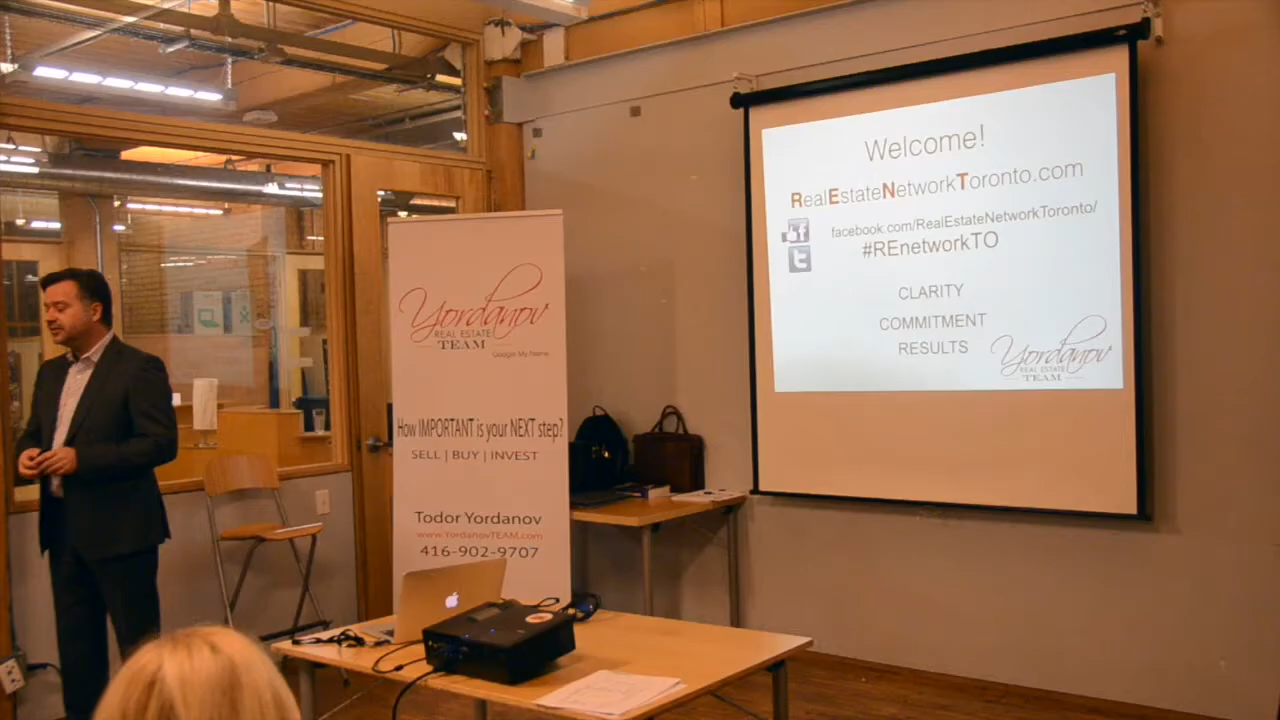 Yordanov
REAL ESTATE
TEAM
Google My Name
How IMPORTANT is your NEXT step?
SELL | BUY | INVEST
Todor Yordanov
www.YordanovTEAM.com
416-902-9707
Welcome!
RealEstateNetworkToronto.com
facebook.com/RealEstateNetworkToronto/
#REnetworkTO
CLARITY
COMMITMENT
RESULTS
Yordanov
REAL ESTATE
TEAM